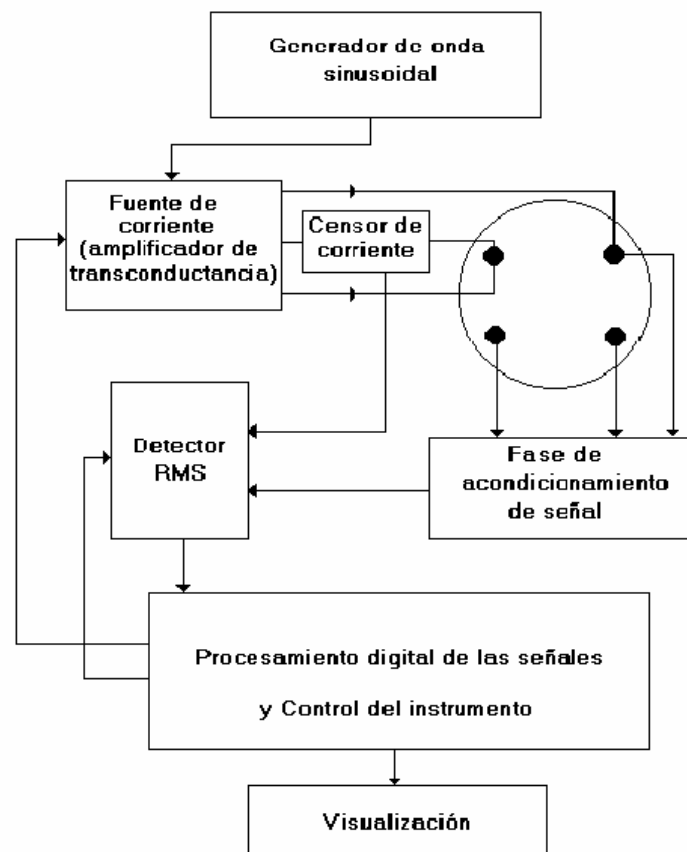 Generador de onda
sinusoidal
Fuente de
corriente
(amplificador de
transconductancia)
Censor de
corriente
Detector
RMS
Fase de
acondicionamiento
de señal
Procesamiento digital de las señales
y Control del instrumento
Visualización